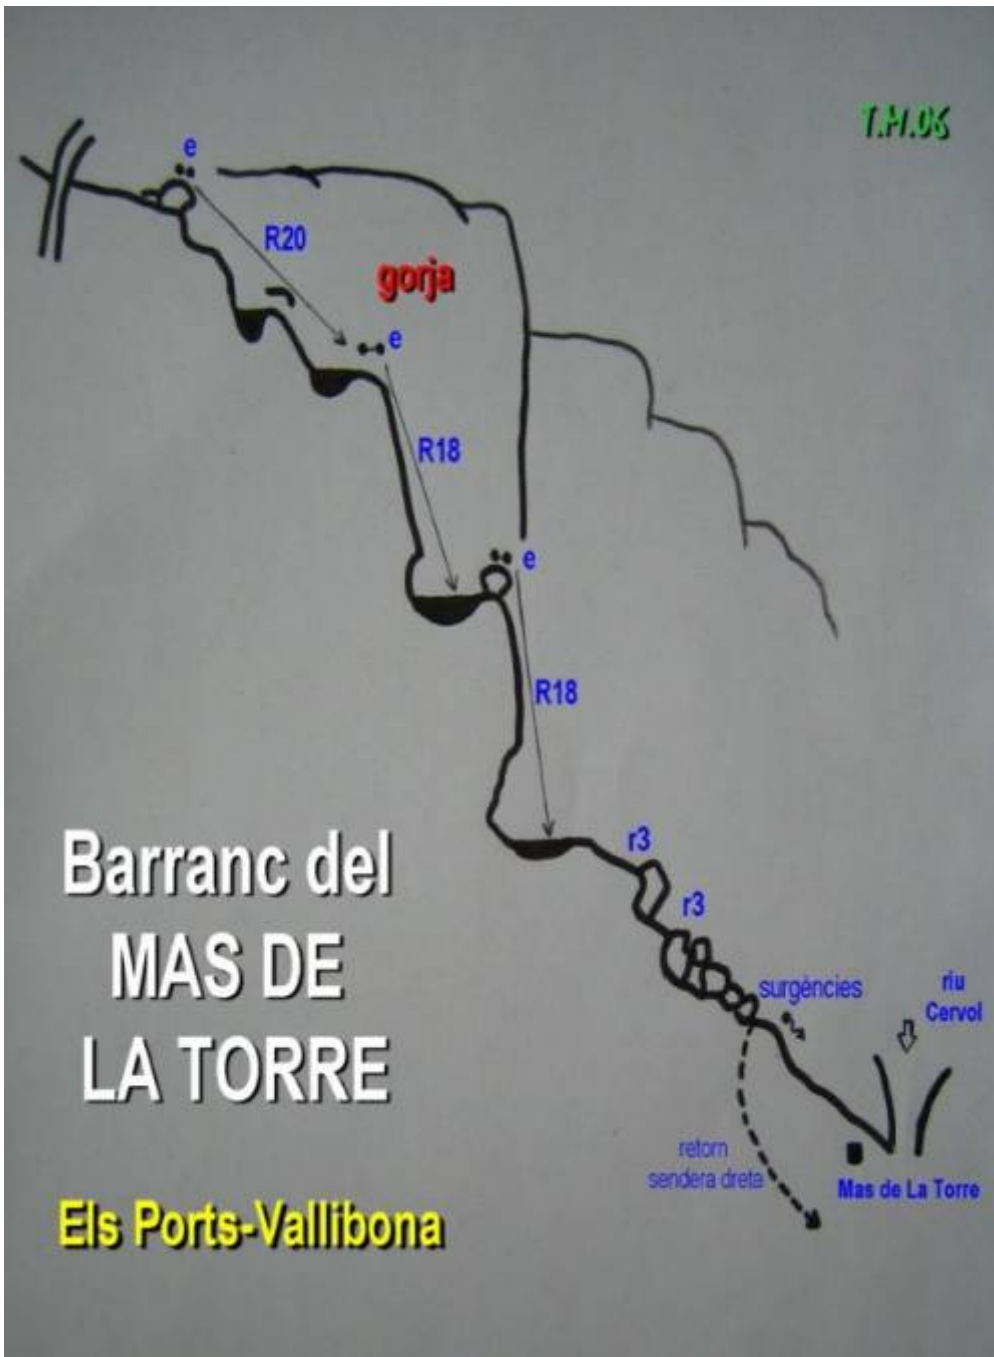 T.M.06
e
R20
gorja
e
R18
e
R18
r3
r3
Barranc del
MAS DE
LA TORRE
surgències
riu
Cervol
retorn
sendera dreta
Mas de La Torre
Els Ports-Vallibona